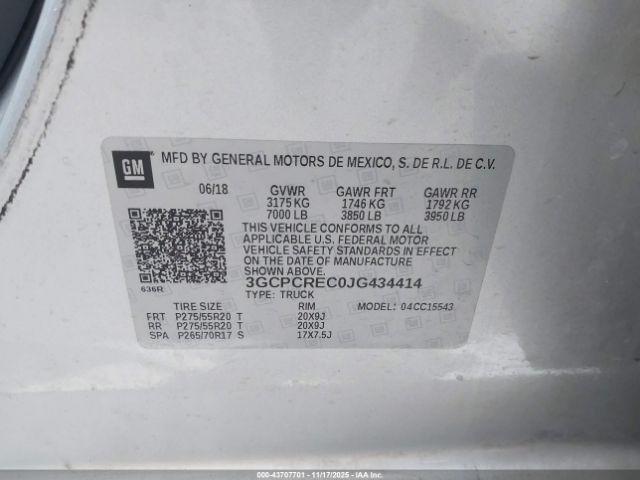 GM MFD BY GENERAL MOTORS DE MEXICO, S. DE R.L. DE C.V.
06/18 GVWR GAWR FRT GAWR RR
3175 KG 1746 KG 1792 KG
7000 LB 3850 LB 3950 LB
THIS VEHICLE CONFORMS TO ALL
APPLICABLE U.S. FEDERAL MOTOR
VEHICLE SAFETY STANDARDS IN EFFECT
ON THE DATE OF MANUFACTURE
SHOWN ABOVE.
3GCPCREC0JG434414
636R TYPE: TRUCK
TIRE SIZE RIM MODEL: 04CC15543
FRT P275/55R20 T 20X9J
RR P275/55R20 T 20X9J
SPA P265/70R17 S 17X7.5J
000-43707701 - 11/17/2025 - IAAI.COM